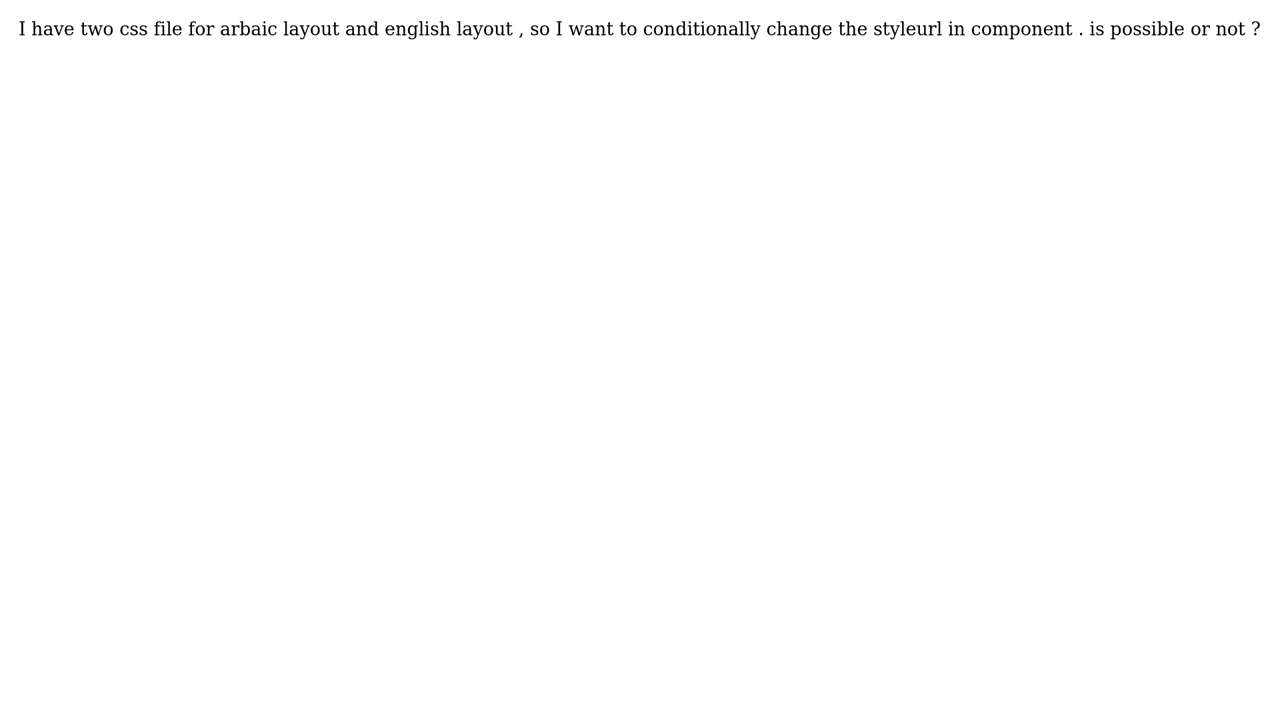 I have two css file for arbaic layout and english layout , so I want to conditionally change the styleurl in component . is possible or not ?